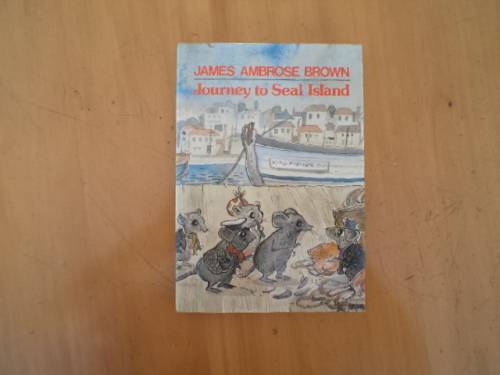 JAMES AMBROSE BROWN
Journey to Seal Island